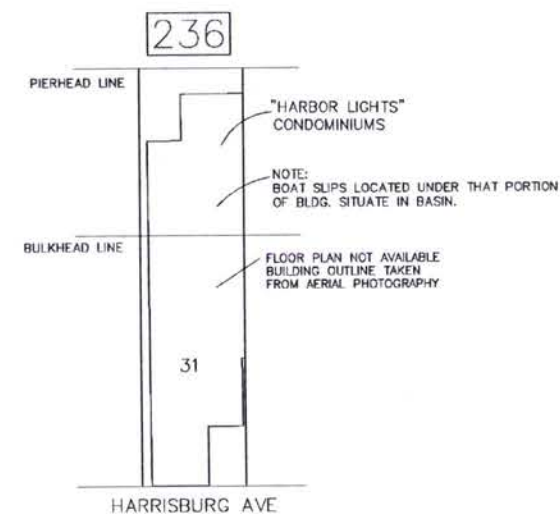 236
PIERHEAD LINE
"HARBOR LIGHTS"
CONDOMINIUMS
NOTE:
BOAT SLIPS LOCATED UNDER THAT PORTION
OF BLDG. SITUATE IN BASIN.
BULKHEAD LINE
FLOOR PLAN NOT AVAILABLE
BUILDING OUTLINE TAKEN
FROM AERIAL PHOTOGRAPHY
31
HARRISBURG AVE